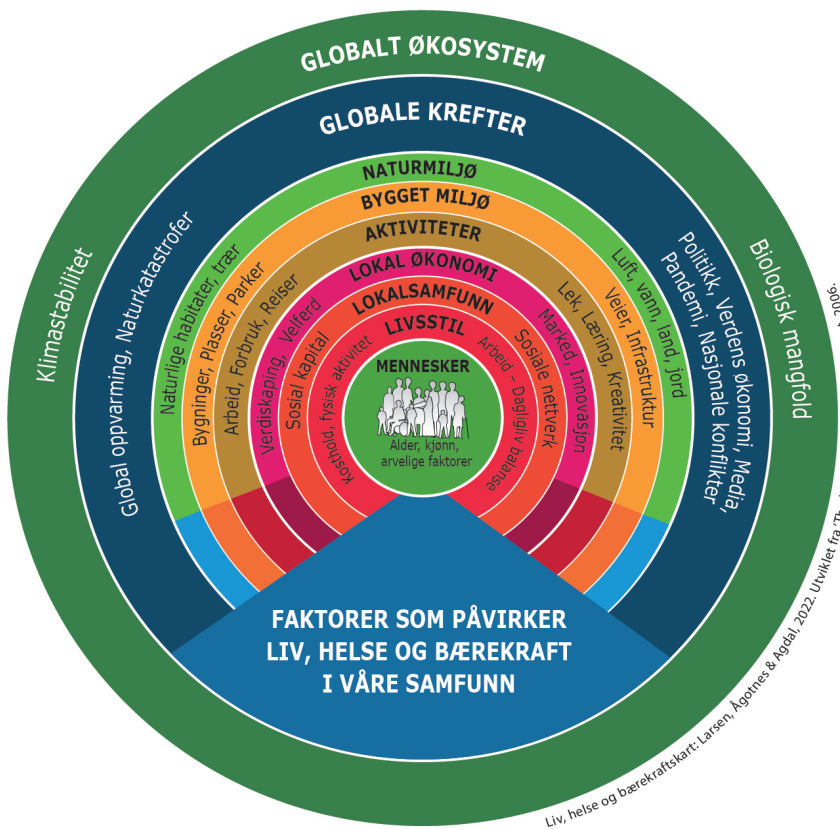 GLOBALT ØKOSYSTEM
GLOBALE KREFTER
NATURMILJØ
BYGGET MILJØ
AKTIVITETER
LOKAL ØKONOMI
LOKALSAMFUNN
LIVSSTIL
MENNESKER
Alder, kjønn,
arvelige faktorer
Klimastabilitet
Biologisk mangfold
Global oppvarming, Naturkatastrofer
Politikk, Verdens økonomi, Media,
Pandemi, Nasjonale konflikter
Naturlige habitater, trær
Luft, vann, land, jord
Bygninger, Plasser, Parker
Veier, Infrastruktur
Arbeid, Forbruk, Reiser
Lek, Læring, Kreativitet
Verdiskaping, Velferd
Marked, Innovasjon
Sosial kapital
Sosiale nettverk
Kosthold, fysisk aktivitet
Arbeid – Dagligliv balanse
FAKTORER SOM PÅVIRKER
LIV, HELSE OG BÆREKRAFT
I VÅRE SAMFUNN
Liv, helse og bærekraftskart: Larsen, Ågotnes & Agdal, 2022. Utviklet fra